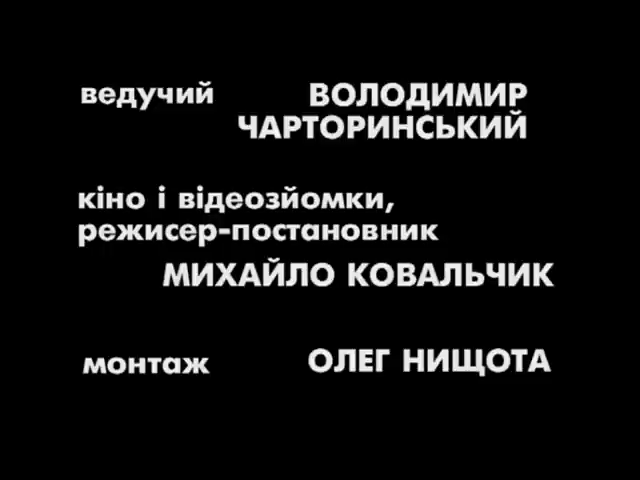 ведучий ВОЛОДИМИР
ЧАРТОРИНСЬКИЙ
кіно і відеозйомки,
режисер-постановник
МИХАЙЛО КОВАЛЬЧИК
монтаж ОЛЕГ НИЩОТА